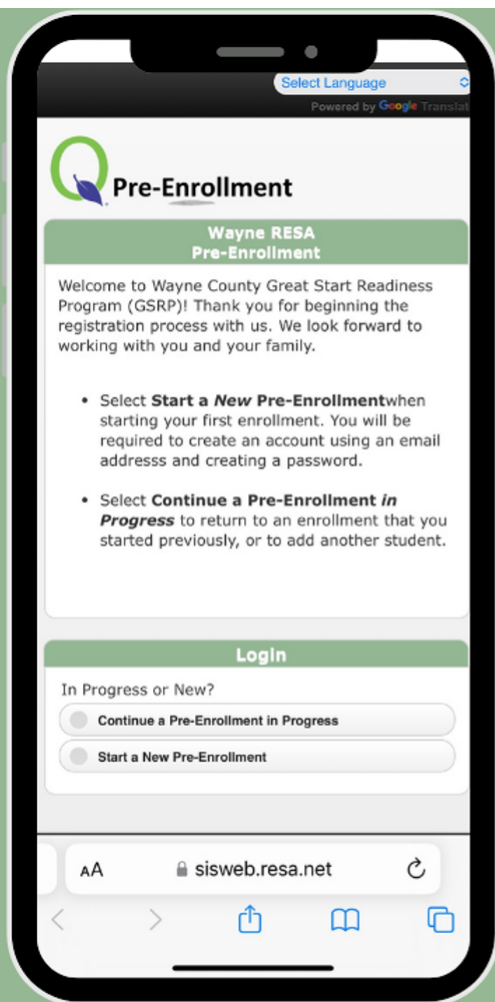 Select Language
Powered by Google Translat
Q Pre-Enrollment
Wayne RESA
Pre-Enrollment
Welcome to Wayne County Great Start Readiness
Program (GSRP)! Thank you for beginning the
registration process with us. We look forward to
working with you and your family.
• Select Start a New Pre-Enrollmentwhen
starting your first enrollment. You will be
required to create an account using an email
addresss and creating a password.
• Select Continue a Pre-Enrollment in
Progress to return to an enrollment that you
started previously, or to add another student.
Login
In Progress or New?
Continue a Pre-Enrollment in Progress
Start a New Pre-Enrollment
AA sisweb.resa.net